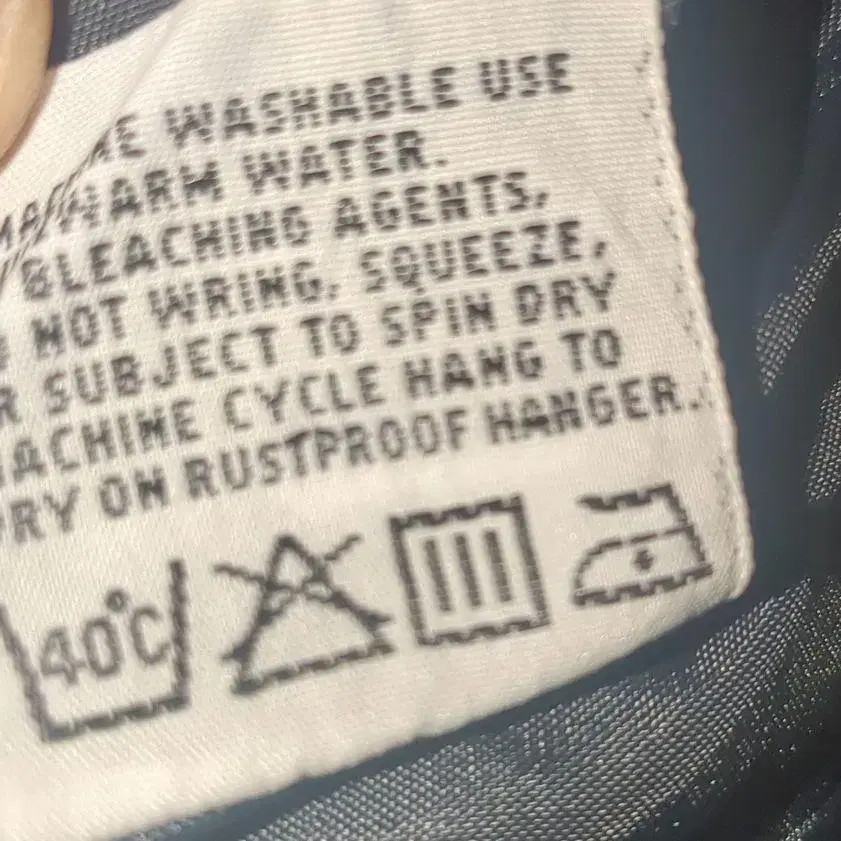 WASHABLE USE
WARM WATER.
BLEACHING AGENTS,
NOT WRING, SQUEEZE,
R SUBJECT TO SPIN DRY
ACHINE CYCLE HANG TO
RY ON RUSTPROOF HANGER.
40°C